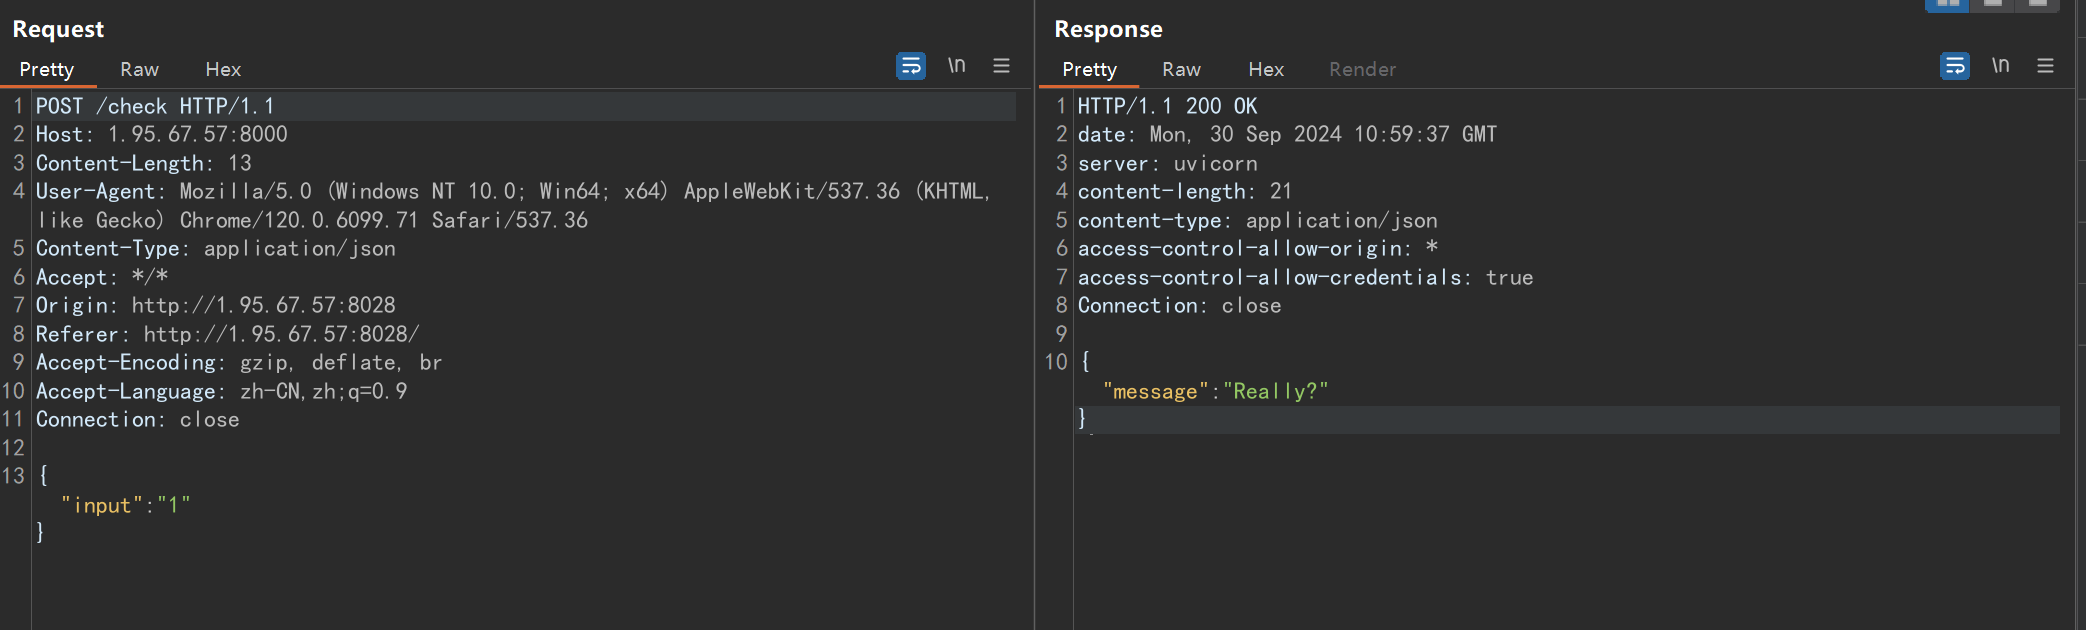 Request
Pretty Raw Hex \n
1 POST /check HTTP/1.1
2 Host: 1.95.67.57:8000
3 Content-Length: 13
4 User-Agent: Mozilla/5.0 (Windows NT 10.0; Win64; x64) AppleWebKit/537.36 (KHTML,
like Gecko) Chrome/120.0.6099.71 Safari/537.36
5 Content-Type: application/json
6 Accept: */*
7 Origin: http://1.95.67.57:8028
8 Referer: http://1.95.67.57:8028/
9 Accept-Encoding: gzip, deflate, br
10 Accept-Language: zh-CN,zh;q=0.9
11 Connection: close
12
13 {
"input":"1"
}
Response
Pretty Raw Hex Render \n
1 HTTP/1.1 200 OK
2 date: Mon, 30 Sep 2024 10:59:37 GMT
3 server: uvicorn
4 content-length: 21
5 content-type: application/json
6 access-control-allow-origin: *
7 access-control-allow-credentials: true
8 Connection: close
9
10 {
"message":"Really?"
}